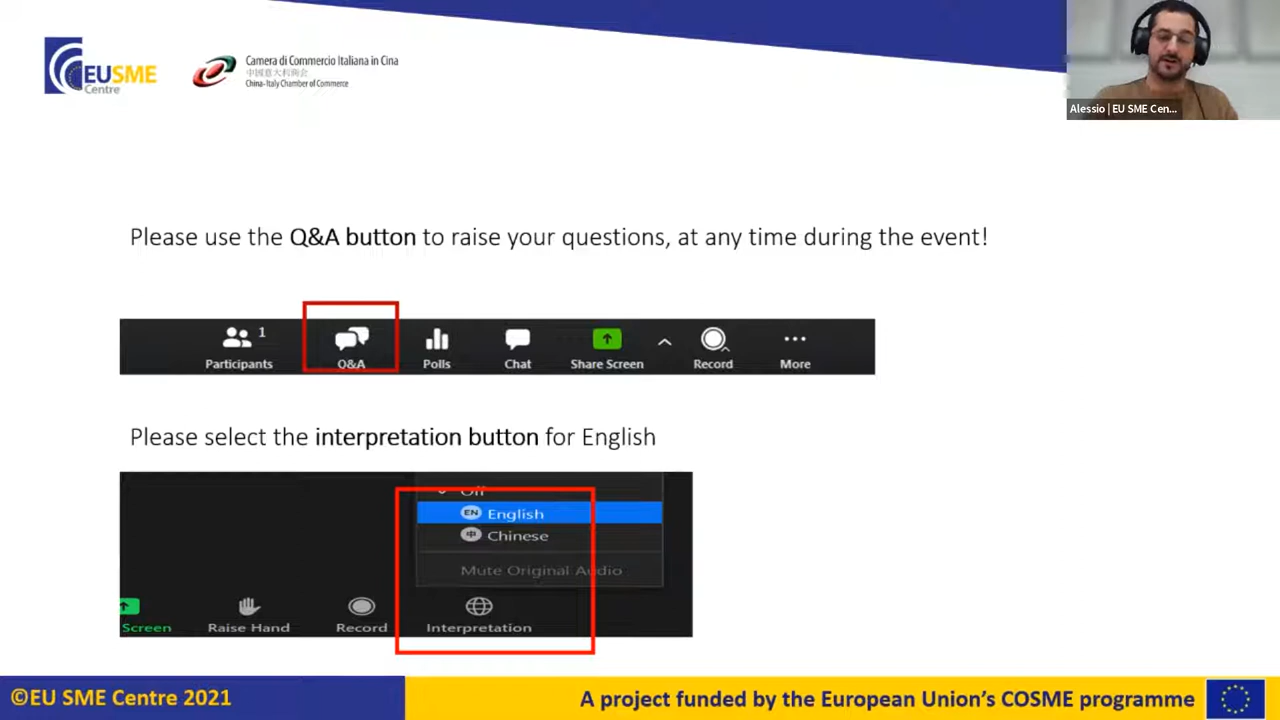 EUSME
Centre
Camera di Commercio Italiana in Cina
中國意大利商会
China- Italy Chamber of Commerce
Alessio | EU SME Cen...
Please use the Q&A button to raise your questions, at any time during the event!
1
Participants
Q&A
Polls
Chat
Share Screen
Record
More
Please select the interpretation button for English
Off
EN English
中 Chinese
Mute Original Audio
Screen
Raise Hand
Record
Interpretation
©EU SME Centre 2021
A project funded by the European Union’s COSME programme